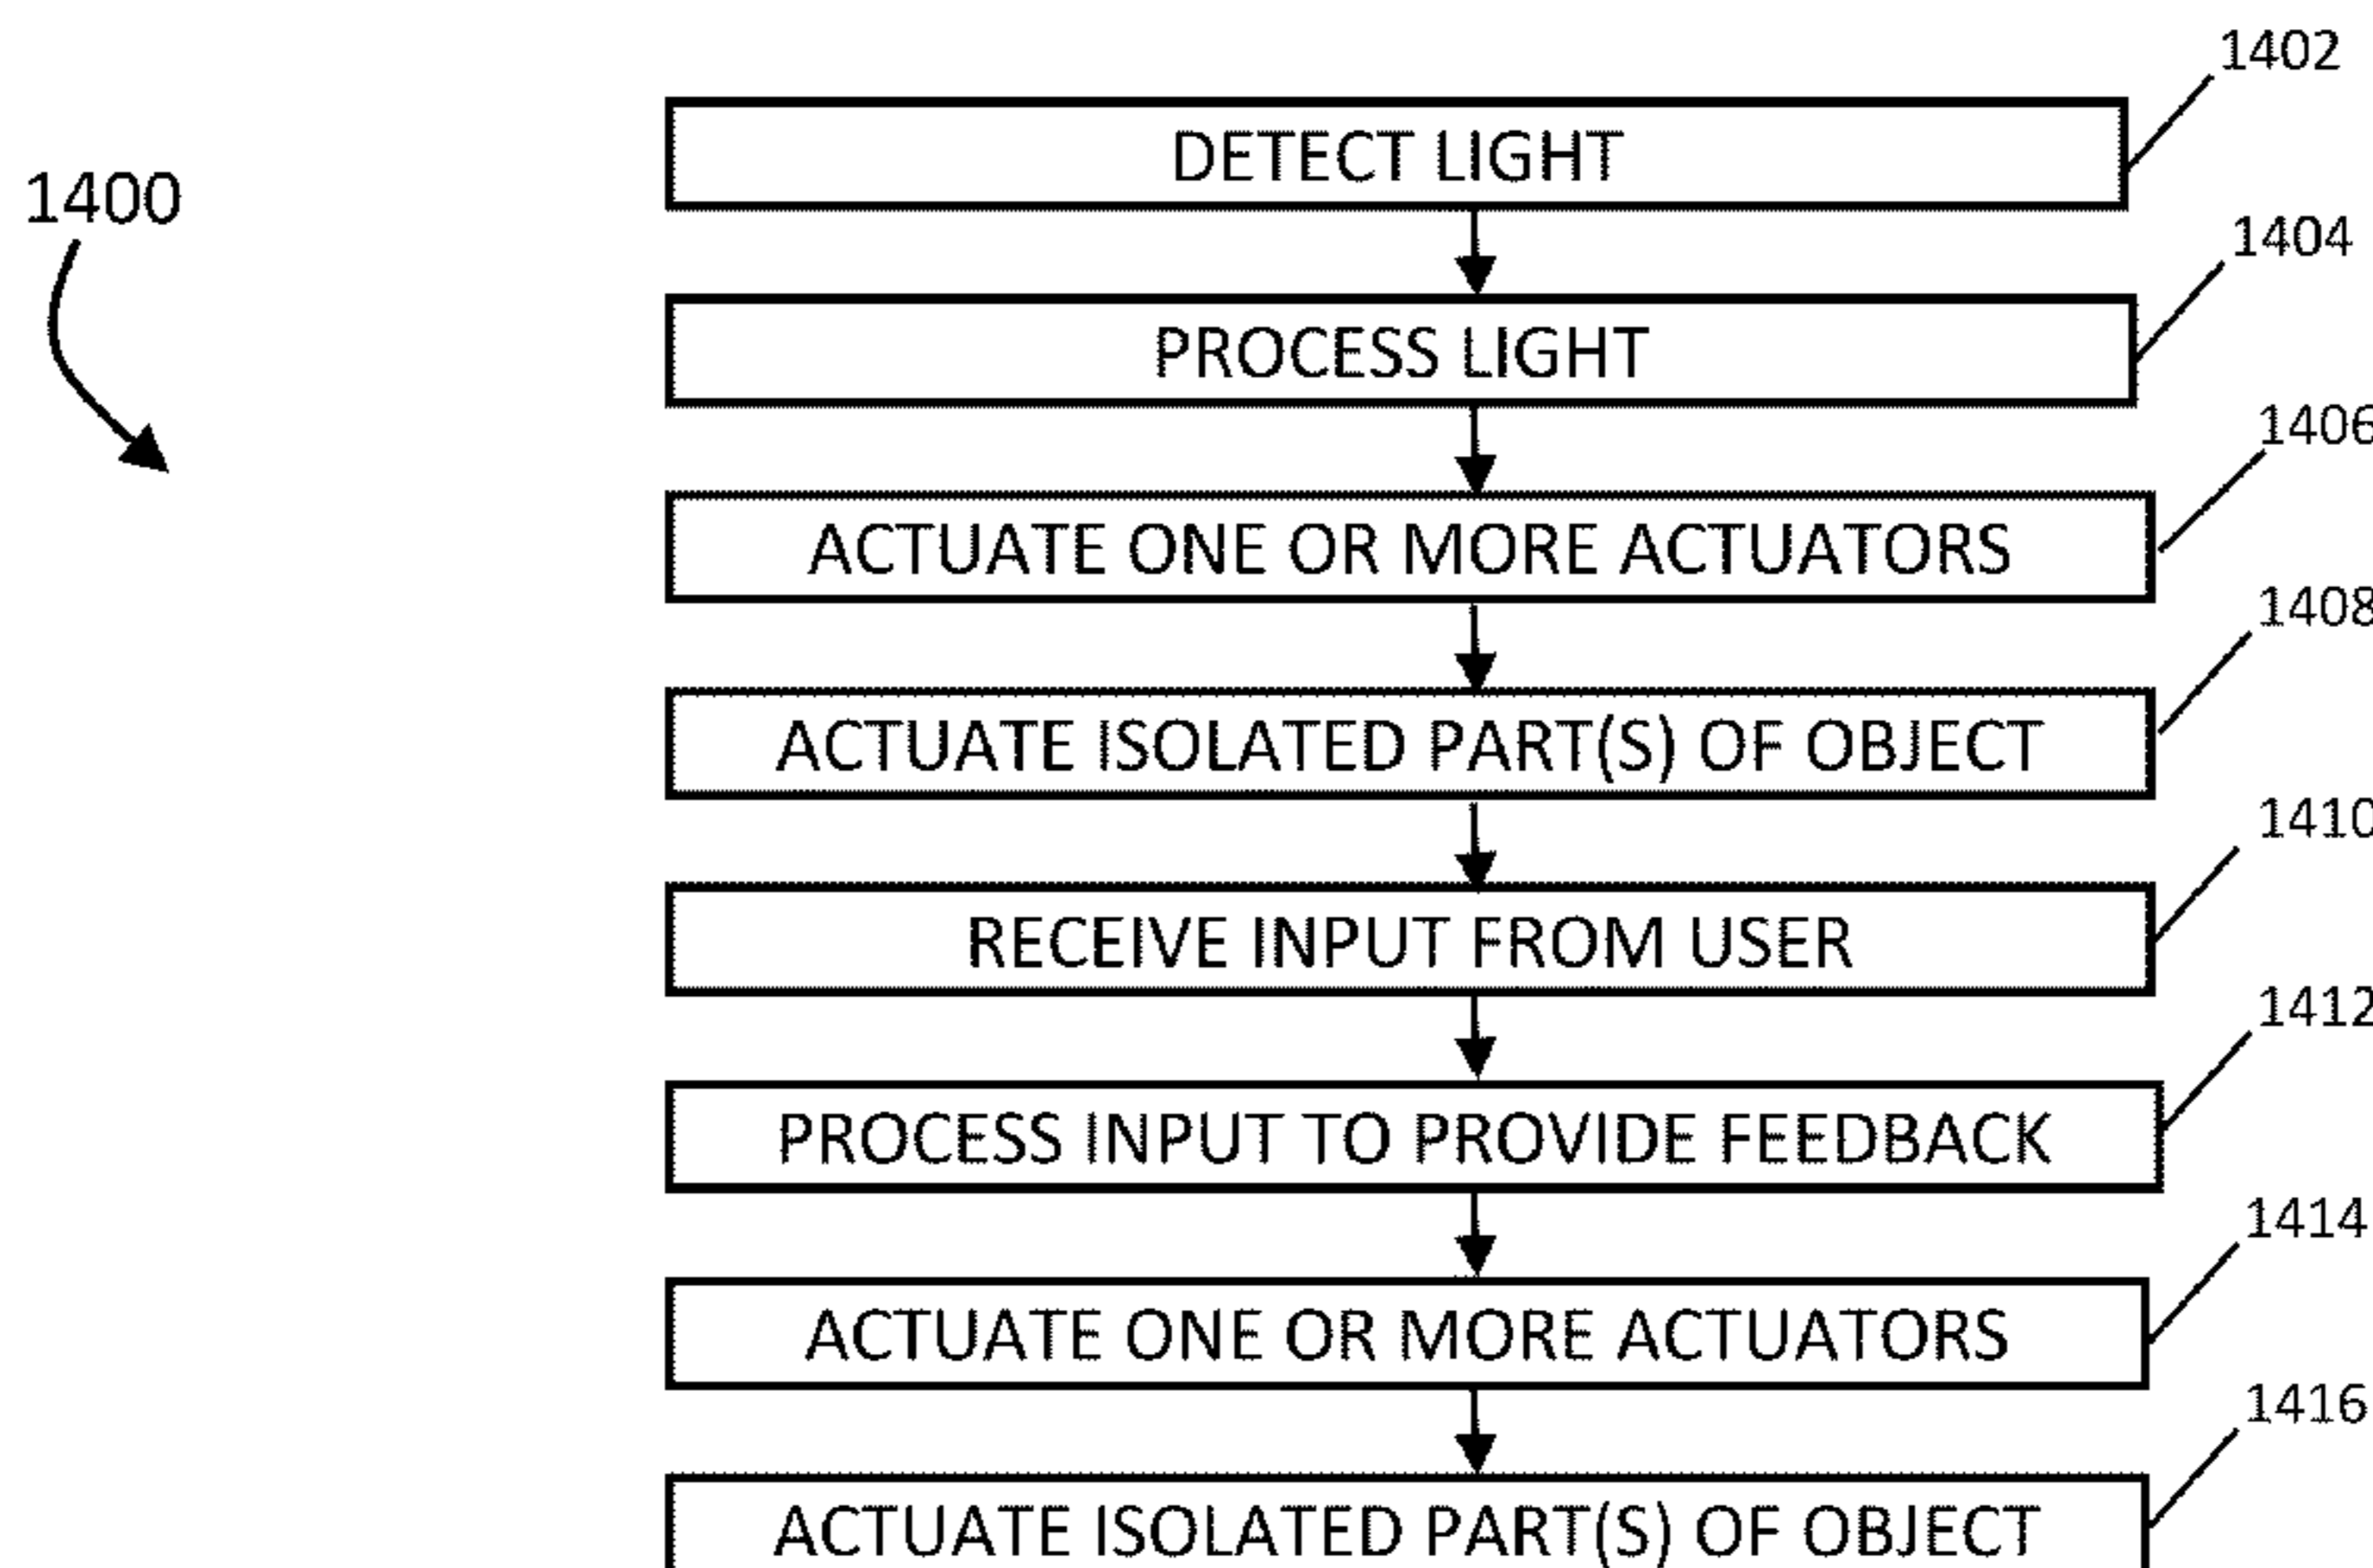 1402
DETECT LIGHT
1400
1404
PROCESS LIGHT
1406
ACTUATE ONE OR MORE ACTUATORS
1408
ACTUATE ISOLATED PART(S) OF OBJECT
1410
RECEIVE INPUT FROM USER
1412
PROCESS INPUT TO PROVIDE FEEDBACK
1414
ACTUATE ONE OR MORE ACTUATORS
1416
ACTUATE ISOLATED PART(S) OF OBJECT